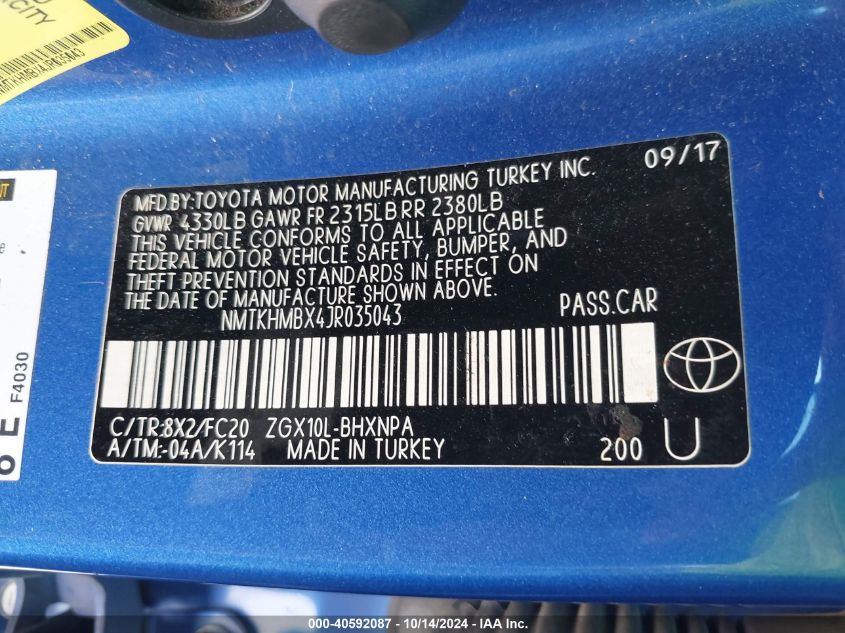 CITY
NMTKHMBX4JR035043
09/17
MFD.BY:TOYOTA MOTOR MANUFACTURING TURKEY INC.
GVWR 4330LB GAWR FR 2315LB RR 2380LB
THIS VEHICLE CONFORMS TO ALL APPLICABLE
FEDERAL MOTOR VEHICLE SAFETY, BUMPER, AND
THEFT PREVENTION STANDARDS IN EFFECT ON
THE DATE OF MANUFACTURE SHOWN ABOVE.
NMTKHMBX4JR035043 PASS.CAR
C/TR:8X2/FC20 ZGX10L-BHXNPA
A/TM:-04A/K114 MADE IN TURKEY 200 U
F4030
E
000-40592087 - 10/14/2024 - IAA Inc.